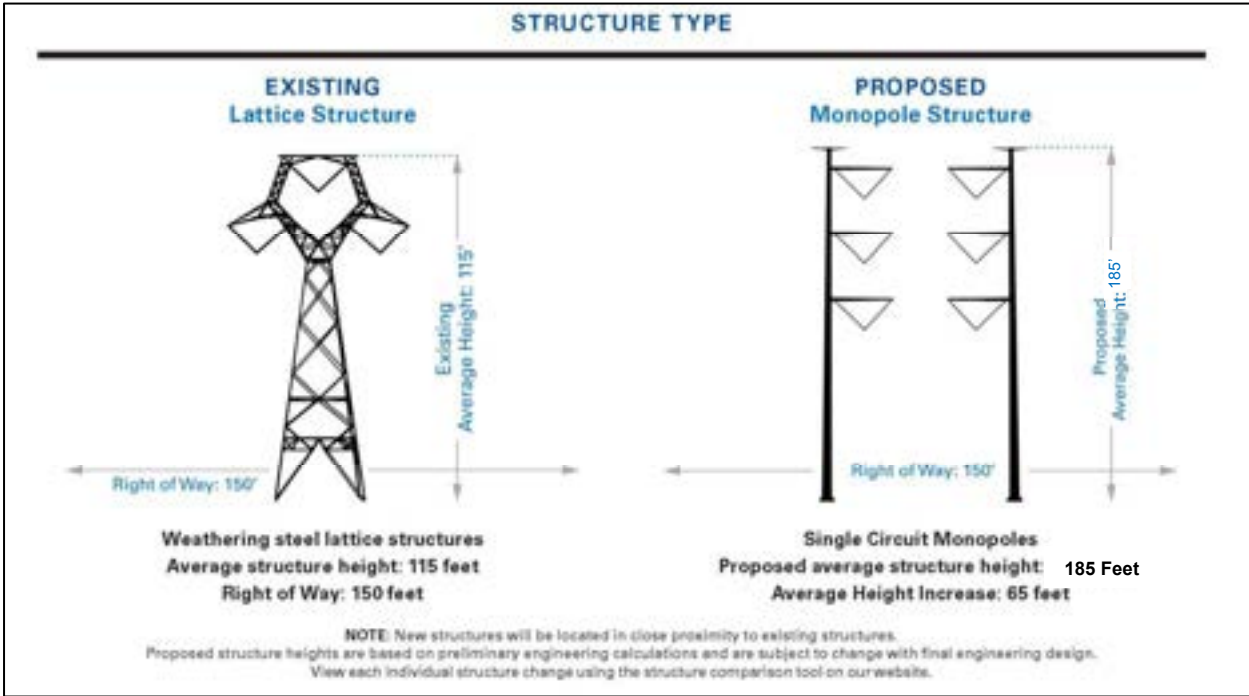 STRUCTURE TYPE
EXISTING
Lattice Structure
Existing
Average Height: 115'
Right of Way: 150'
Weathering steel lattice structures
Average structure height: 115 feet
Right of Way: 150 feet
PROPOSED
Monopole Structure
Proposed
Average Height: 185'
Right of Way: 150'
Single Circuit Monopoles
Proposed average structure height: 185 Feet
Average Height Increase: 65 feet
NOTE: New structures will be located in close proximity to existing structures.
Proposed structure heights are based on preliminary engineering calculations and are subject to change with final engineering design.
View each individual structure change using the structure comparison tool on our website.